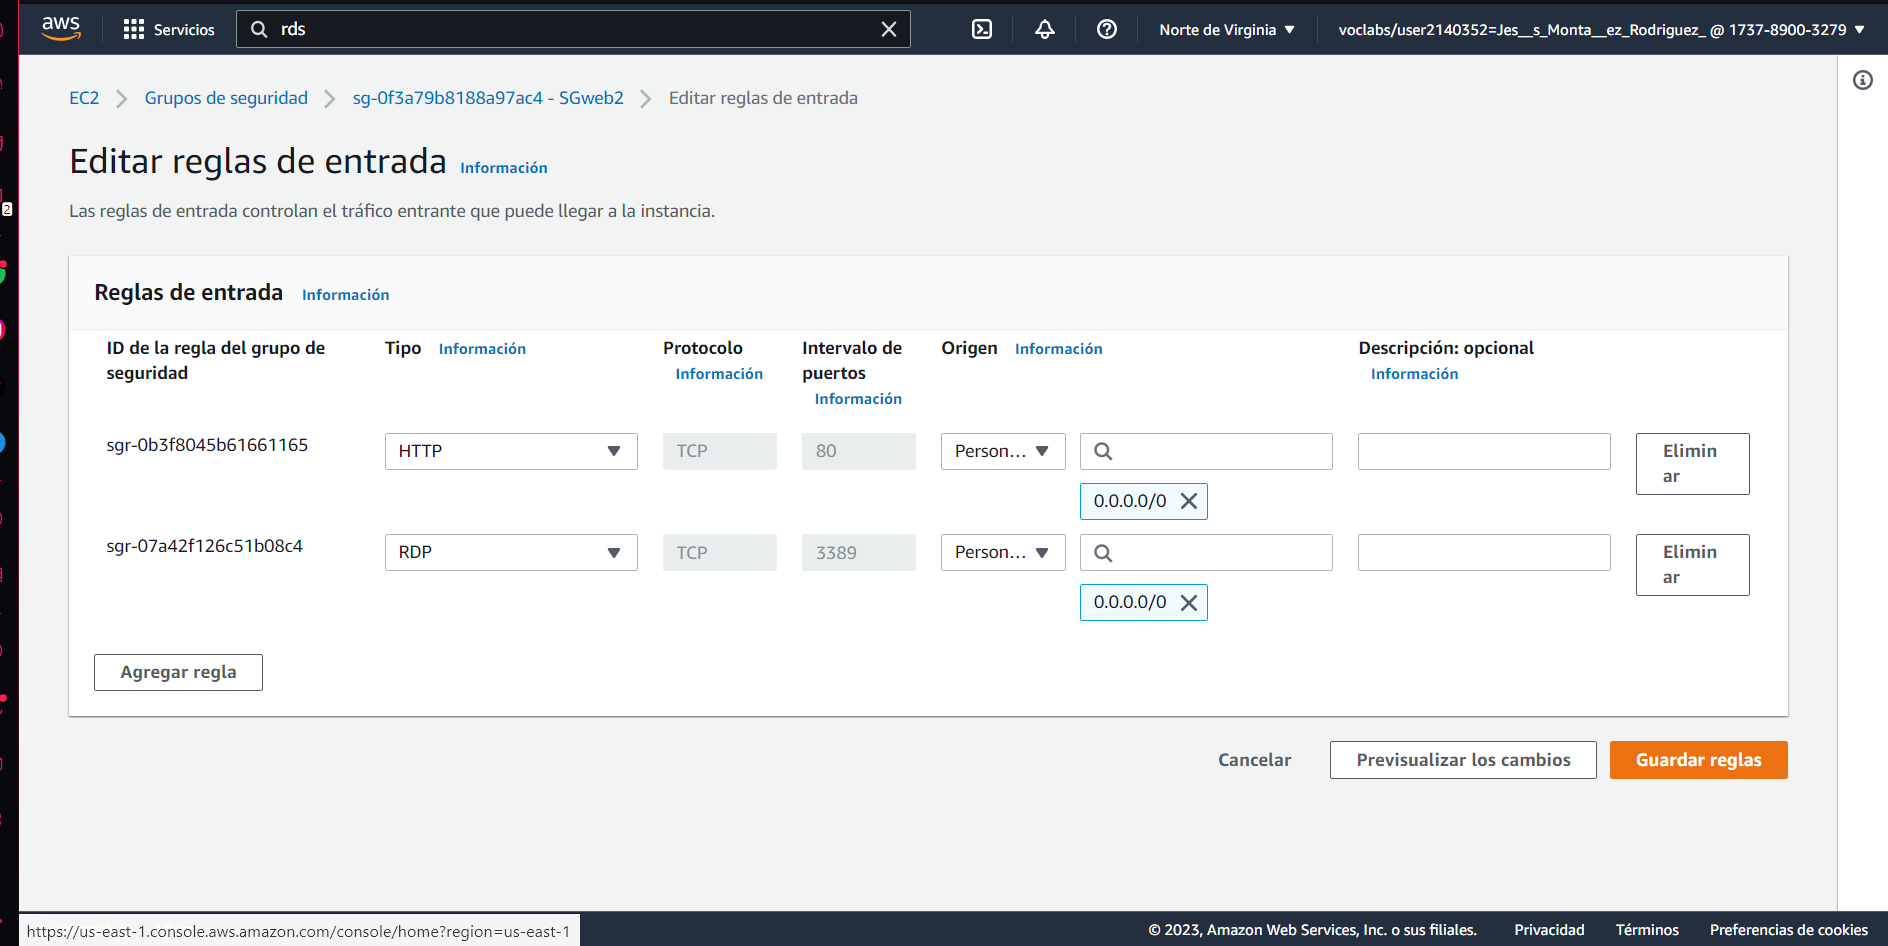 aws
Servicios
rds
Norte de Virginia
voclabs/user2140352=Jes__s_Monta__ez_Rodriguez_ @ 1737-8900-3279
EC2
Grupos de seguridad
sg-0f3a79b8188a97ac4 - SGweb2
Editar reglas de entrada
Editar reglas de entrada
Información
Las reglas de entrada controlan el tráfico entrante que puede llegar a la instancia.
Reglas de entrada
Información
ID de la regla del grupo de
seguridad
Tipo
Información
Protocolo
Información
Intervalo de
puertos
Información
Origen
Información
Descripción: opcional
Información
sgr-0b3f8045b61661165
HTTP
TCP
80
Person...
0.0.0.0/0
Elimin
ar
sgr-07a42f126c51b08c4
RDP
TCP
3389
Person...
0.0.0.0/0
Elimin
ar
Agregar regla
Cancelar
Previsualizar los cambios
Guardar reglas
2
https://us-east-1.console.aws.amazon.com/console/home?region=us-east-1
© 2023, Amazon Web Services, Inc. o sus filiales.
Privacidad
Términos
Preferencias de cookies